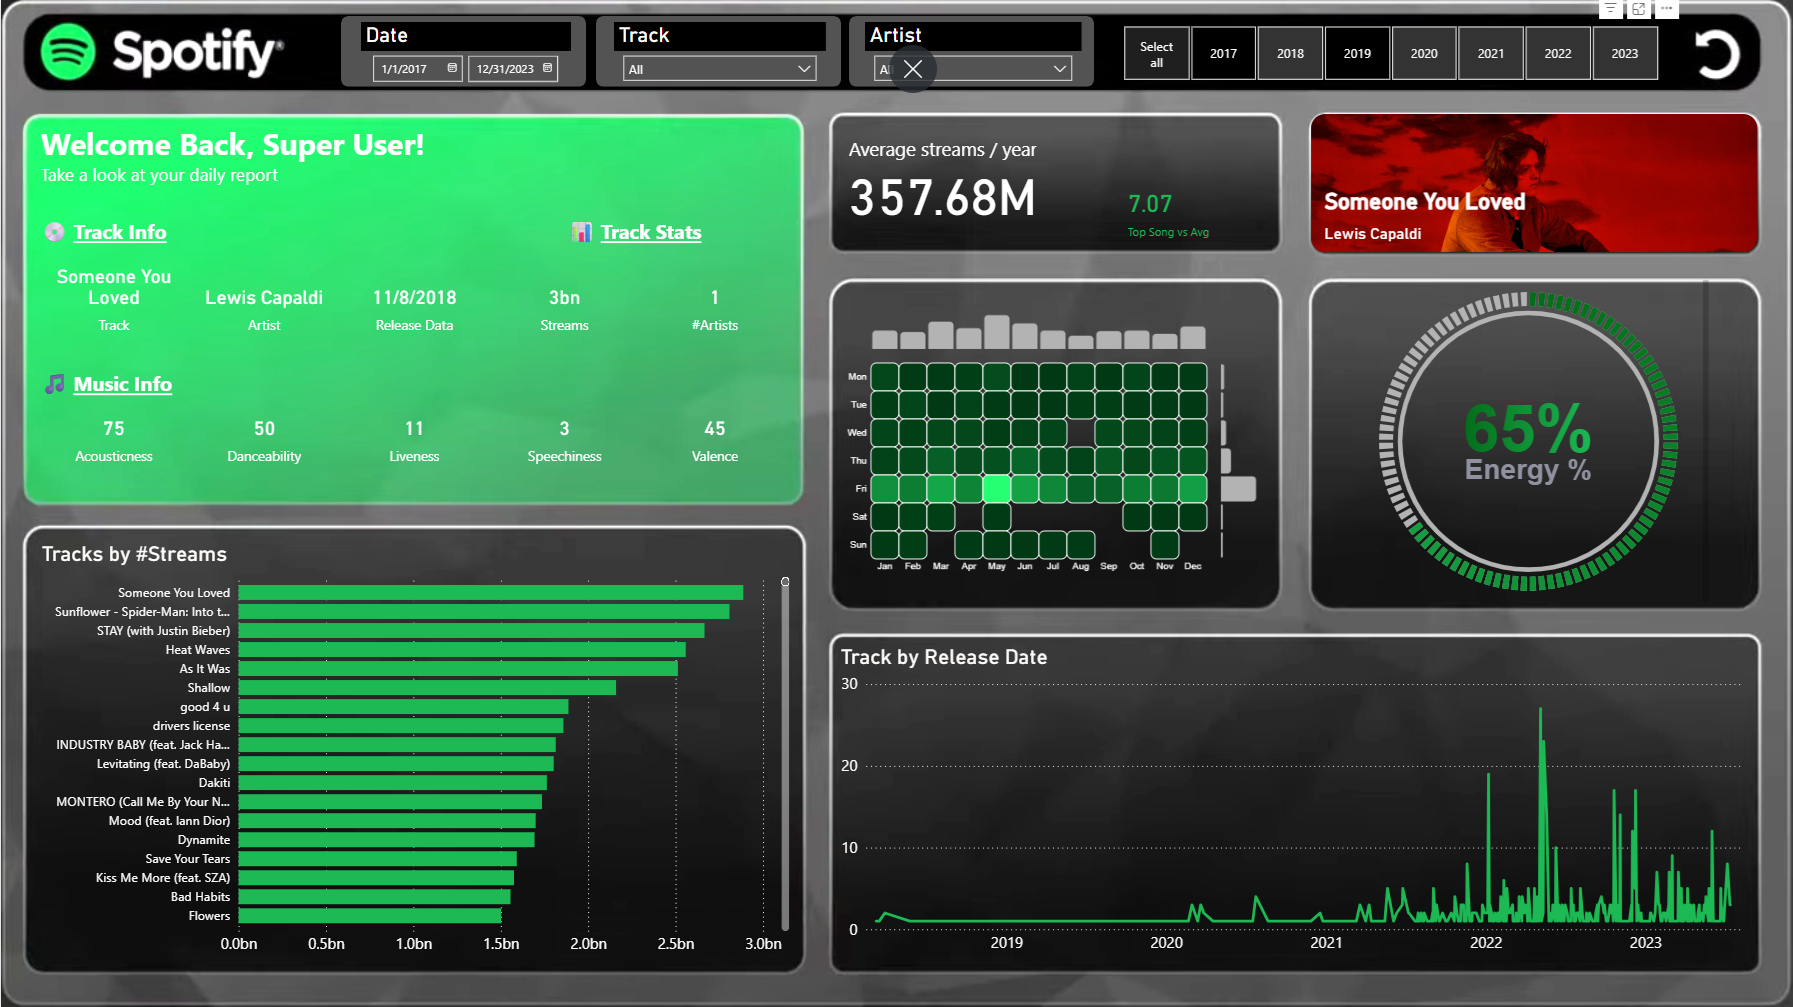 Spotify®
Date
1/1/2017
12/31/2023
Track
All
Artist
Select all
2017
2018
2019
2020
2021
2022
2023
Welcome Back, Super User!
Take a look at your daily report
Track Info
Track Stats
Someone You
Loved
Lewis Capaldi
11/8/2018
3bn
1
Track
Artist
Release Data
Streams
#Artists
Music Info
75
50
11
3
45
Acousticness
Danceability
Liveness
Speechiness
Valence
Average streams / year
357.68M
7.07
Top Song vs Avg
Someone You Loved
Lewis Capaldi
Mon
Tue
Wed
Thu
Fri
Sat
Sun
Jan Feb Mar Apr May Jun Jul Aug Sep Oct Nov Dec
65%
Energy %
Tracks by #Streams
Someone You Loved
Sunflower - Spider-Man: Into t...
STAY (with Justin Bieber)
Heat Waves
As It Was
Shallow
good 4 u
drivers license
INDUSTRY BABY (feat. Jack Ha...
Levitating (feat. DaBaby)
Dakiti
MONTERO (Call Me By Your N...
Mood (feat. Iann Dior)
Dynamite
Save Your Tears
Kiss Me More (feat. SZA)
Bad Habits
Flowers
0.0bn 0.5bn 1.0bn 1.5bn 2.0bn 2.5bn 3.0bn
Track by Release Date
30
20
10
0
2019 2020 2021 2022 2023